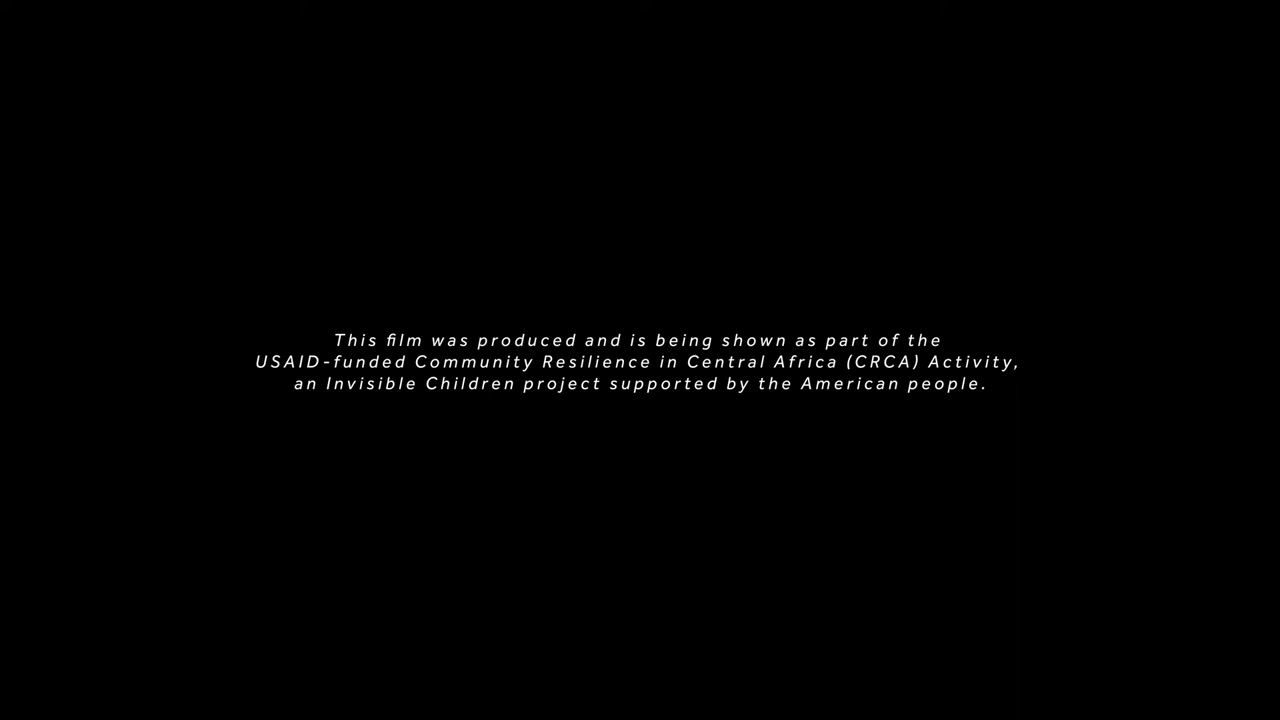 This film was produced and is being shown as part of the
USAID-funded Community Resilience in Central Africa (CRCA) Activity,
an Invisible Children project supported by the American people.